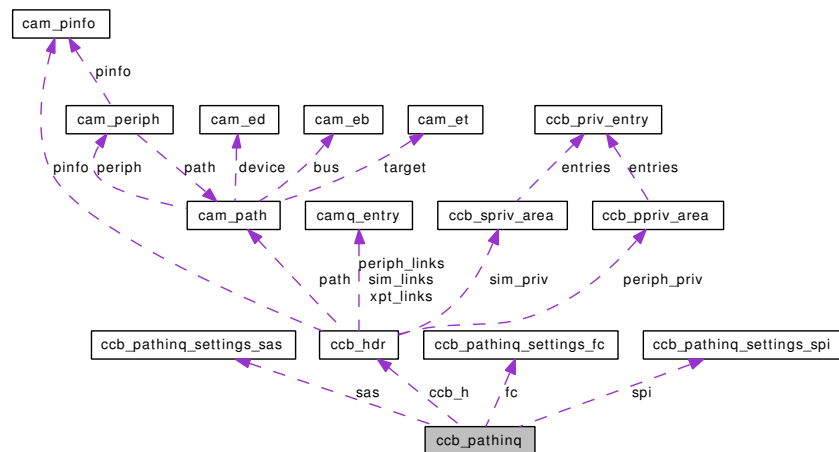 cam_pinfo
pinfo
cam_periph
cam_ed
cam_eb
cam_et
ccb_priv_entry
pinfo
periph
path
device
bus
target
entries
entries
cam_path
camq_entry
ccb_spriv_area
ccb_ppriv_area
path
periph_links
sim_links
xpt_links
sim_priv
periph_priv
ccb_pathinq_settings_sas
ccb_hdr
ccb_pathinq_settings_fc
ccb_pathinq_settings_spi
sas
ccb_h
fc
spi
ccb_pathinq